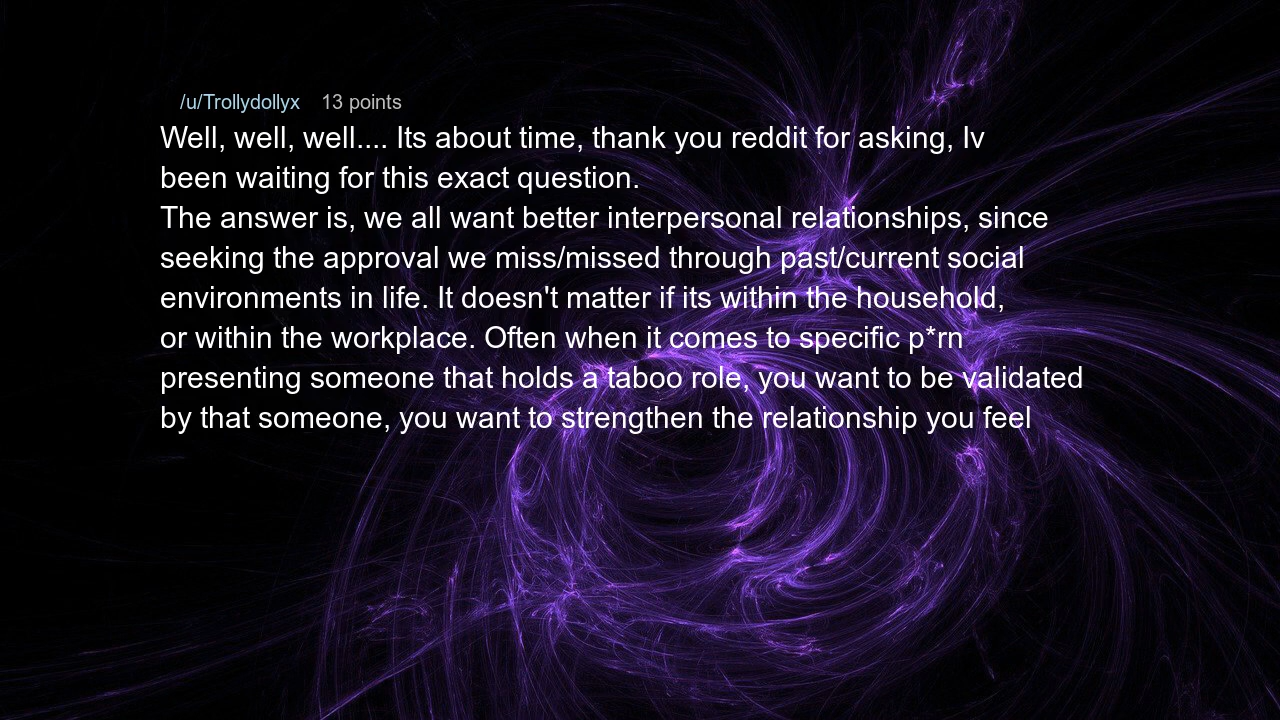 /u/Trollydollyx 13 points
Well, well, well.... Its about time, thank you reddit for asking, Iv
been waiting for this exact question.
The answer is, we all want better interpersonal relationships, since
seeking the approval we miss/missed through past/current social
environments in life. It doesn't matter if its within the household,
or within the workplace. Often when it comes to specific p*rn
presenting someone that holds a taboo role, you want to be validated
by that someone, you want to strengthen the relationship you feel